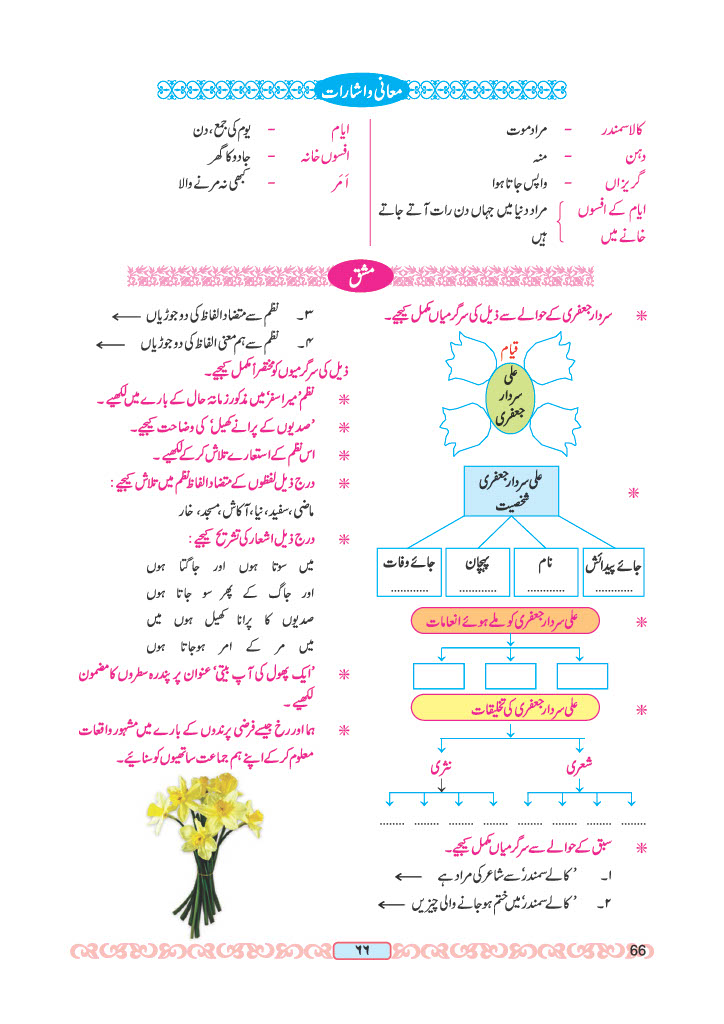 معانی و اشارات
کالا سمندر - مراد موت
دہن - منہ
گریزاں - واپس جاتا ہوا
ایام کے افسوں خانے میں } مراد دنیا میں جہاں دن رات آتے جاتے
ہیں
ایام - یوم کی جمع، دن
افسوں خانہ - جادو کا گھر
اَمَر - کبھی نہ مرنے والا
مشق
* سردار جعفری کے حوالے سے ذیل کی سرگرمیاں مکمل کیجیے۔
قیام
علی
سردار
جعفری
* علی سردار جعفری
شخصیت
جائے پیدائش
............
نام
............
پہچان
............
جائے وفات
............
* علی سردار جعفری کو ملے ہوئے انعامات
* علی سردار جعفری کی تخلیقات
شعری
نثری
........ ........ ........ ........ ........ ........ ........ ........
* سبق کے حوالے سے سرگرمیاں مکمل کیجیے۔
۱۔ 'کالے سمندر' سے شاعر کی مراد ہے ←
۲۔ 'کالے سمندر' میں ختم ہو جانے والی چیزیں ←
۳۔ نظم سے متضاد الفاظ کی دو جوڑیاں ←
۴۔ نظم سے ہم معنی الفاظ کی دو جوڑیاں ←
ذیل کی سرگرمیوں کو مختصراً مکمل کیجیے۔
* نظم 'میرا سفر' میں مذکور زمانۂ حال کے بارے میں لکھیے۔
* 'صدیوں کے پرانے کھیل' کی وضاحت کیجیے۔
* اس نظم کے استعارے تلاش کر کے لکھیے۔
* درج ذیل لفظوں کے متضاد الفاظ نظم میں تلاش کیجیے:
ماضی، سفید، نیا، آکاش، مسجد، خار
* درج ذیل اشعار کی تشریح کیجیے:
میں سوتا ہوں اور جاگتا ہوں
اور جاگ کے پھر سو جاتا ہوں
صدیوں کا پرانا کھیل ہوں میں
میں مر کے امر ہو جاتا ہوں
* 'ایک پھول کی آپ بیتی' عنوان پر پندرہ سطروں کا مضمون
لکھیے۔
* ہما اور رخ جیسے فرضی پرندوں کے بارے میں مشہور واقعات
معلوم کر کے اپنے ہم جماعت ساتھیوں کو سنائیے۔
۶۶
66